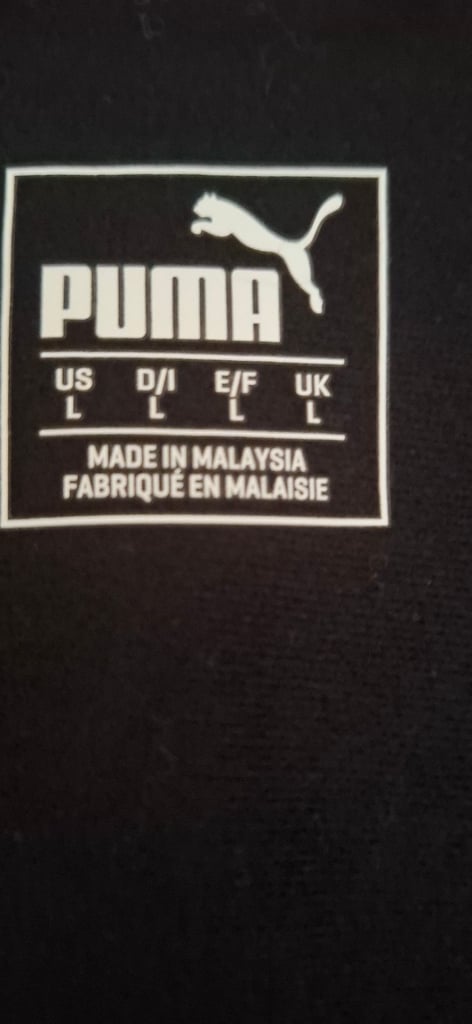 PUMA
US D/I E/F UK
L L L L
MADE IN MALAYSIA
FABRIQUÉ EN MALAISIE